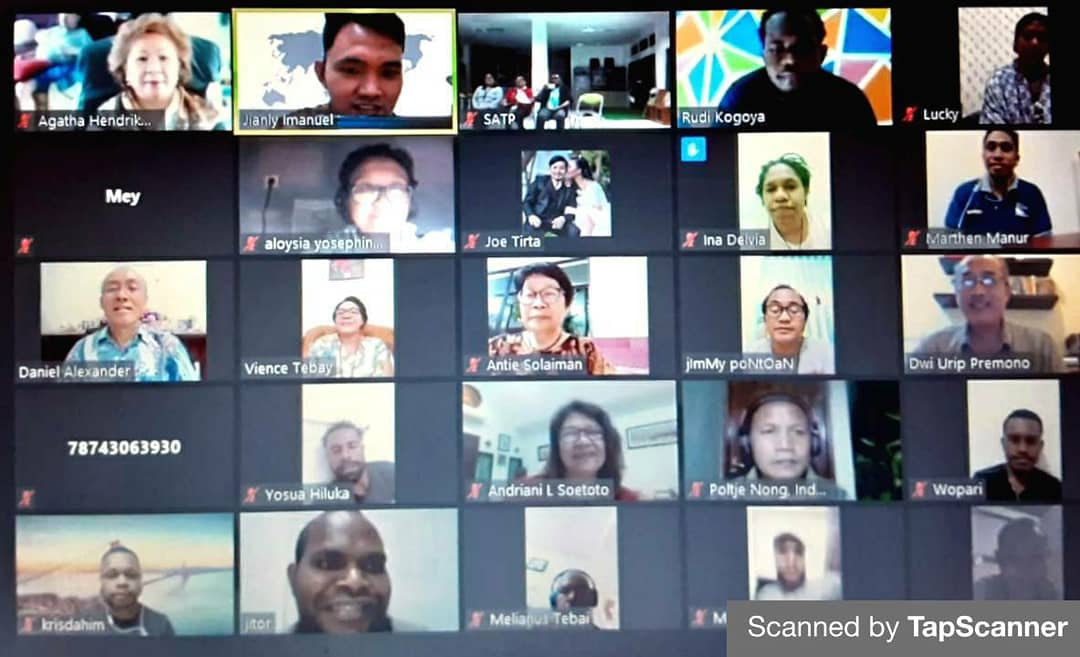 Agatha Hendrik...
Jianly Imanuel
SATP
Rudi Kogoya
Lucky
Mey
aloysia yosephin...
Joe Tirta
Ina Delvia
Marthen Manur
Daniel Alexander
Vience Tebay
Antie Solaiman
jImMy poNtOaN
Dwi Urip Premono
78743063930
Yosua Hiluka
Andriani L Soetoto
Poltje Nong, Ind...
Wopari
krisdahim
jitor
Melianus Tebai
M
Scanned by TapScanner